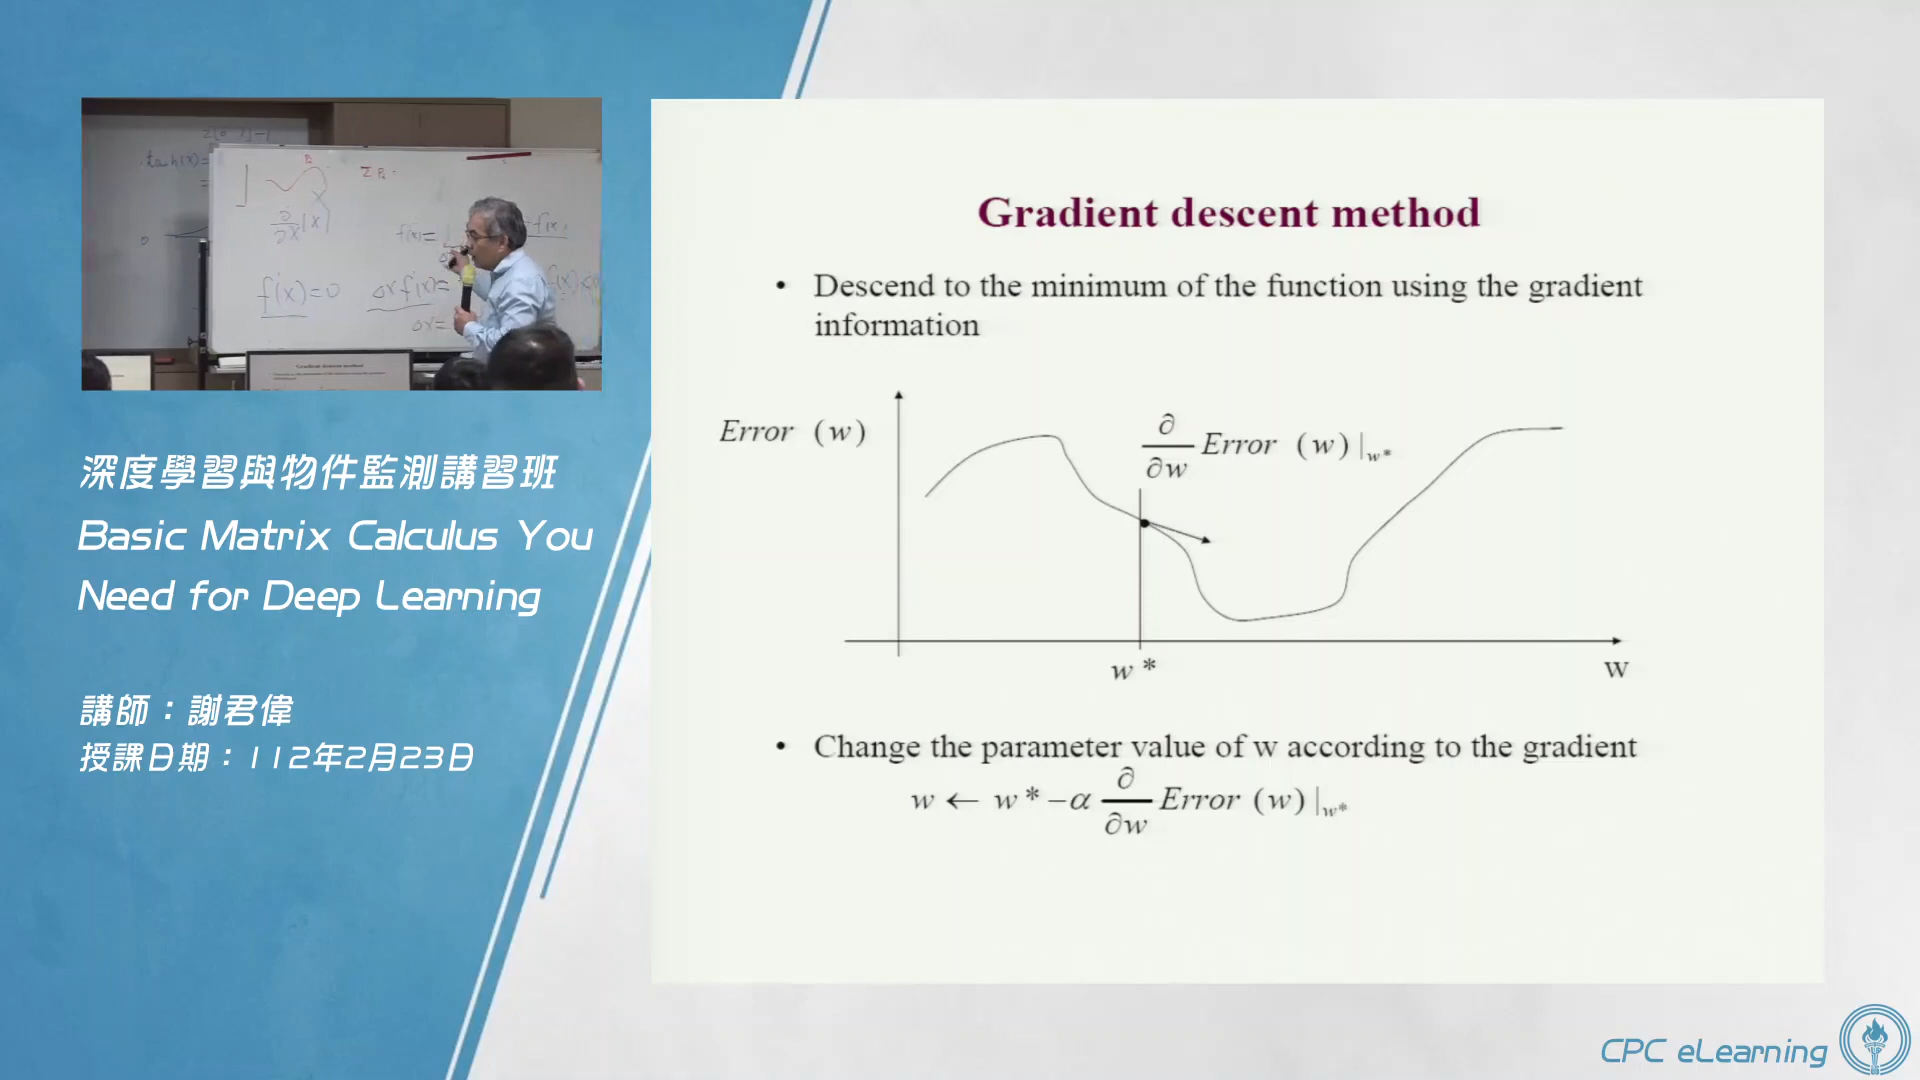 tanh(x)=
f'(x)=0
深度學習與物件監測講習班
Basic Matrix Calculus You
Need for Deep Learning
講師：謝君偉
授課日期：112年2月23日
Gradient descent method
• Descend to the minimum of the function using the gradient
information
Error (w)
∂/∂w Error (w) |w*
w *
w
• Change the parameter value of w according to the gradient
w ← w * −α ∂/∂w Error (w) |w*
CPC eLearning